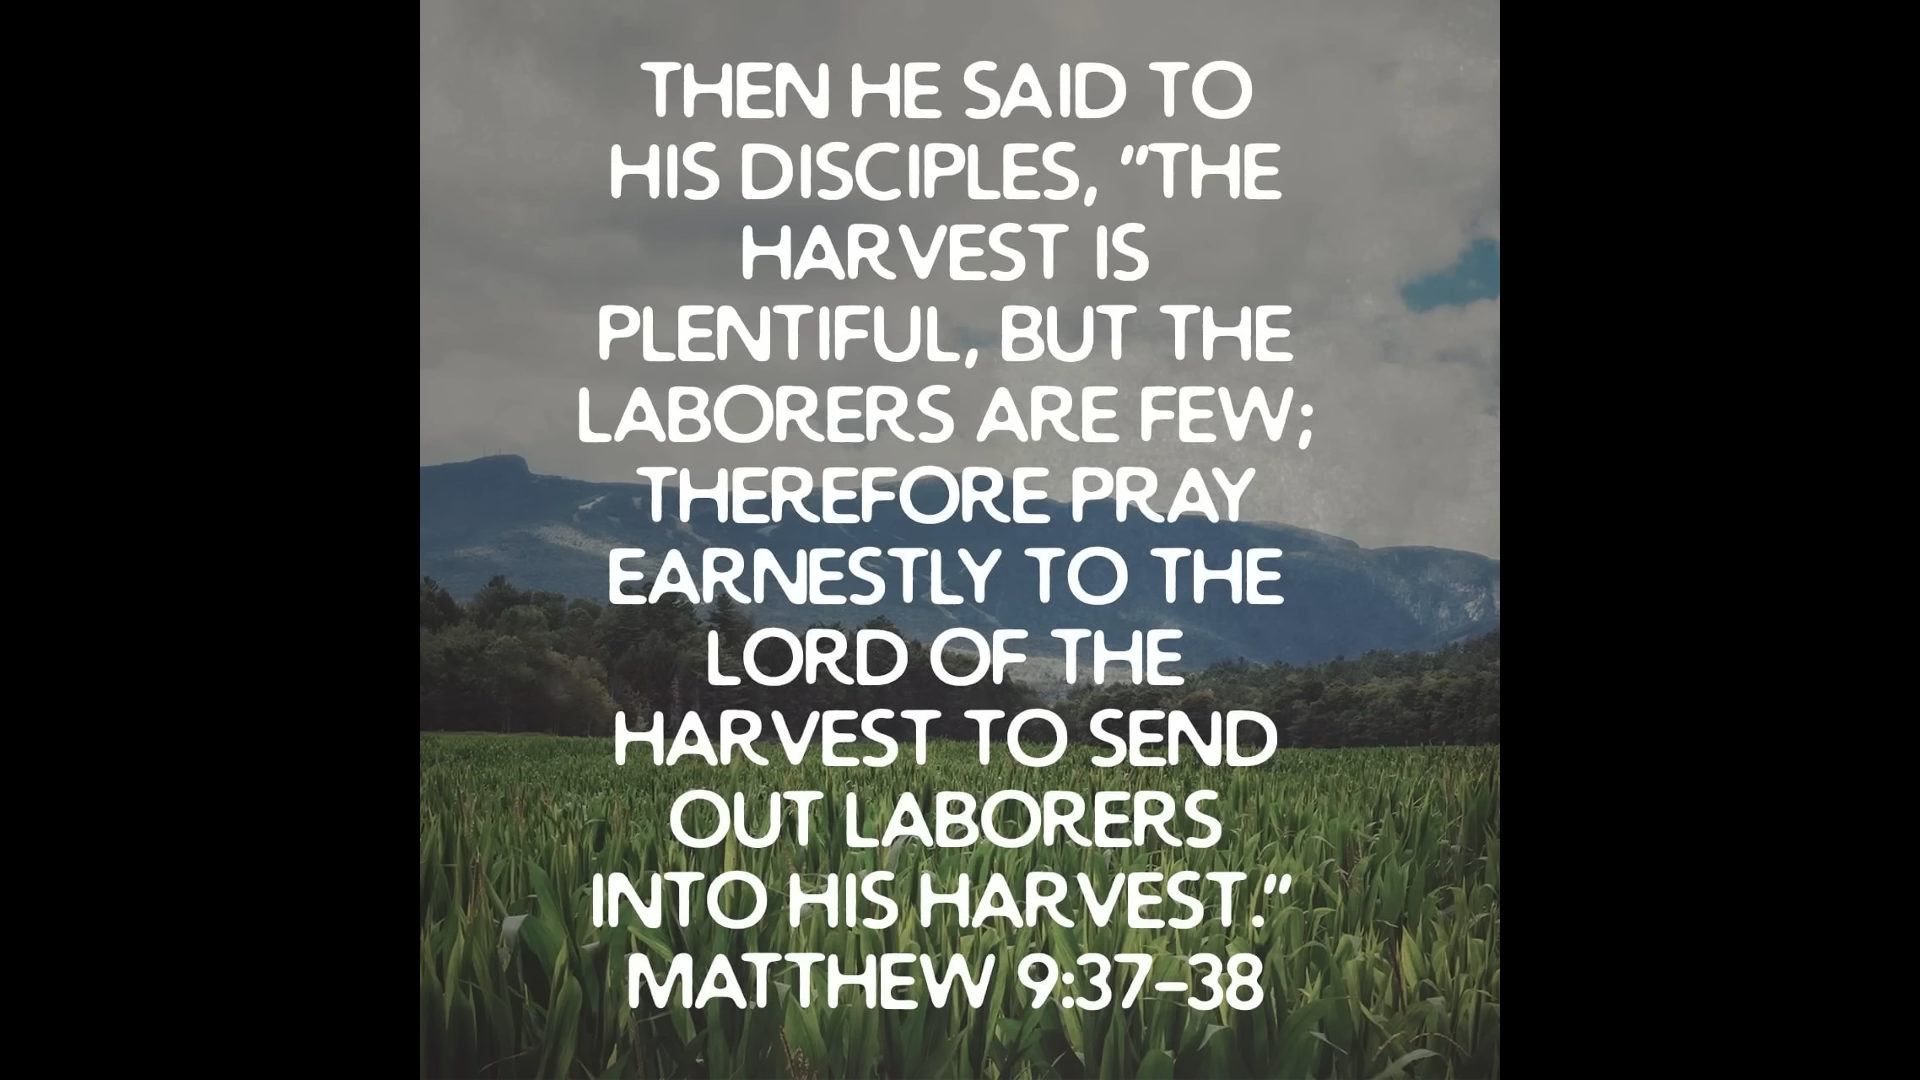 THEN HE SAID TO
HIS DISCIPLES, "THE
HARVEST IS
PLENTIFUL, BUT THE
LABORERS ARE FEW;
THEREFORE PRAY
EARNESTLY TO THE
LORD OF THE
HARVEST TO SEND
OUT LABORERS
INTO HIS HARVEST."
MATTHEW 9:37-38